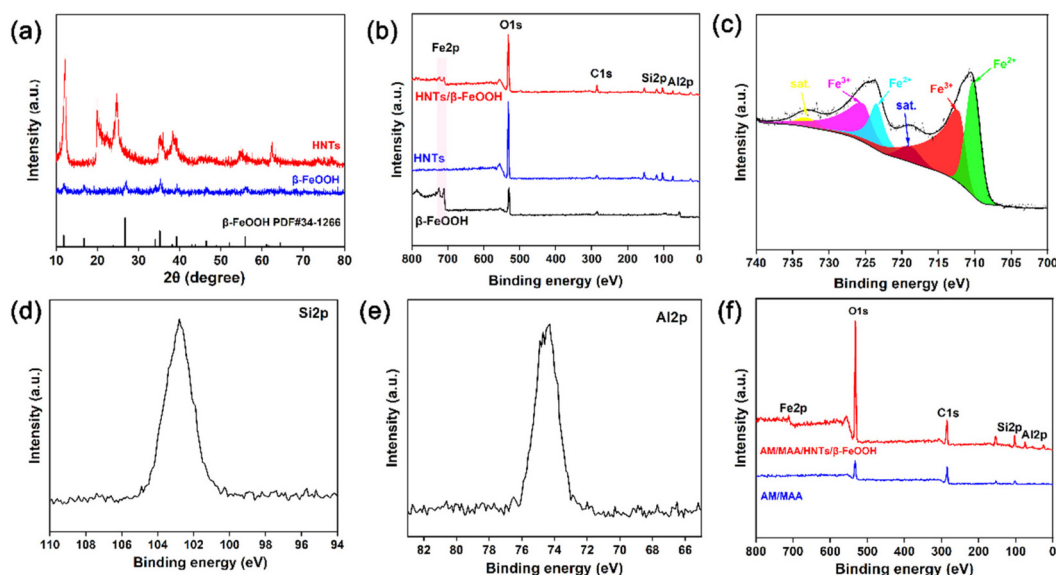 (a)
Intensity (a.u.)
HNTs
β-FeOOH
β-FeOOH PDF#34-1266
10 20 30 40 50 60 70 80
2θ (degree)
(b)
Intensity (a.u.)
O1s
Fe2p
C1s
Si2p
Al2p
HNTs/β-FeOOH
HNTs
β-FeOOH
800 700 600 500 400 300 200 100 0
Binding energy (eV)
(c)
Intensity (a.u.)
Fe²⁺
Fe³⁺
Fe²⁺
Fe³⁺
sat.
sat.
740 735 730 725 720 715 710 705 700
Binding energy (eV)
(d)
Si2p
Intensity (a.u.)
110 108 106 104 102 100 98 96 94
Binding energy (eV)
(e)
Al2p
Intensity (a.u.)
82 80 78 76 74 72 70 68 66
Binding energy (eV)
(f)
O1s
Intensity (a.u.)
Fe2p
C1s
Si2p
Al2p
AM/MAA/HNTs/β-FeOOH
AM/MAA
800 700 600 500 400 300 200 100 0
Binding energy (eV)